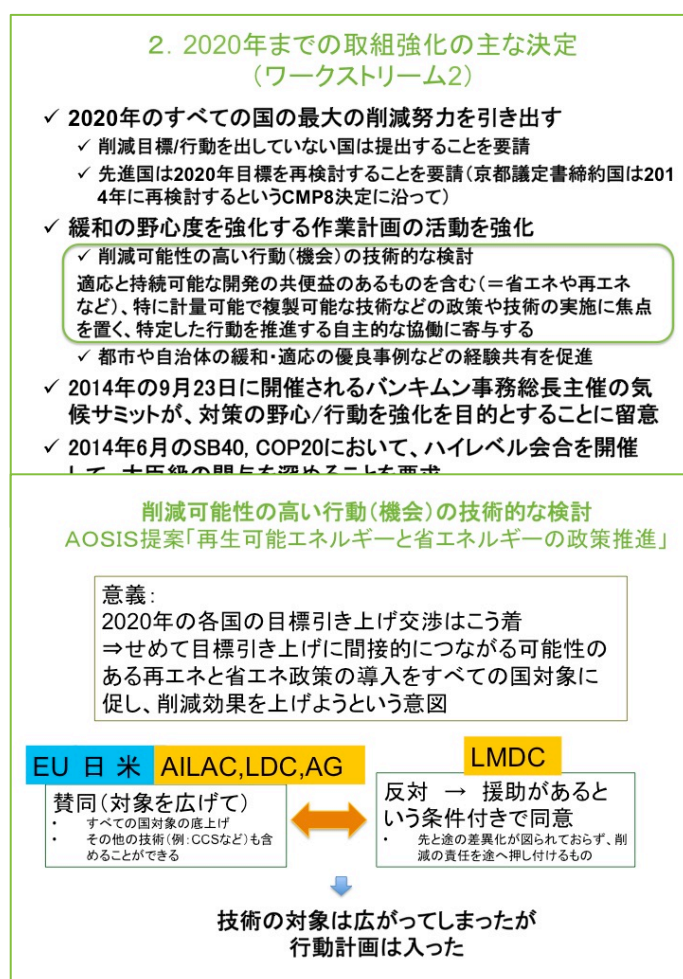 ２．2020年までの取組強化の主な決定
（ワークストリーム2）
✓ 2020年のすべての国の最大の削減努力を引き出す
✓ 削減目標/行動を出していない国は提出することを要請
✓ 先進国は2020年目標を再検討することを要請（京都議定書締約国は201
4年に再検討するというCMP8決定に沿って）
✓ 緩和の野心度を強化する作業計画の活動を強化
✓ 削減可能性の高い行動（機会）の技術的な検討
適応と持続可能な開発の共便益のあるものを含む（＝省エネや再エネ
など）、特に計量可能で複製可能な技術などの政策や技術の実施に焦点
を置く、特定した行動を推進する自主的な協働に寄与する
✓ 都市や自治体の緩和・適応の優良事例などの経験共有を促進
✓ 2014年の9月23日に開催されるバンキムン事務総長主催の気
候サミットが、対策の野心/行動を強化を目的とすることに留意
✓ 2014年6月のSB40, COP20において、ハイレベル会合を開催
して、大臣級の関与を深めることを要求
削減可能性の高い行動（機会）の技術的な検討
AOSIS提案「再生可能エネルギーと省エネルギーの政策推進」
意義：
2020年の各国の目標引き上げ交渉はこう着
⇒せめて目標引き上げに間接的につながる可能性の
ある再エネと省エネ政策の導入をすべての国対象に
促し、削減効果を上げようという意図
EU 日 米 AILAC,LDC,AG
賛同（対象を広げて）
• すべての国対象の底上げ
• その他の技術（例：CCSなど）も含
めることができる
LMDC
反対 → 援助があると
いう条件付きで同意
• 先と途の差異化が図られておらず、削
減の責任を途へ押し付けるもの
技術の対象は広がってしまったが
行動計画は入った